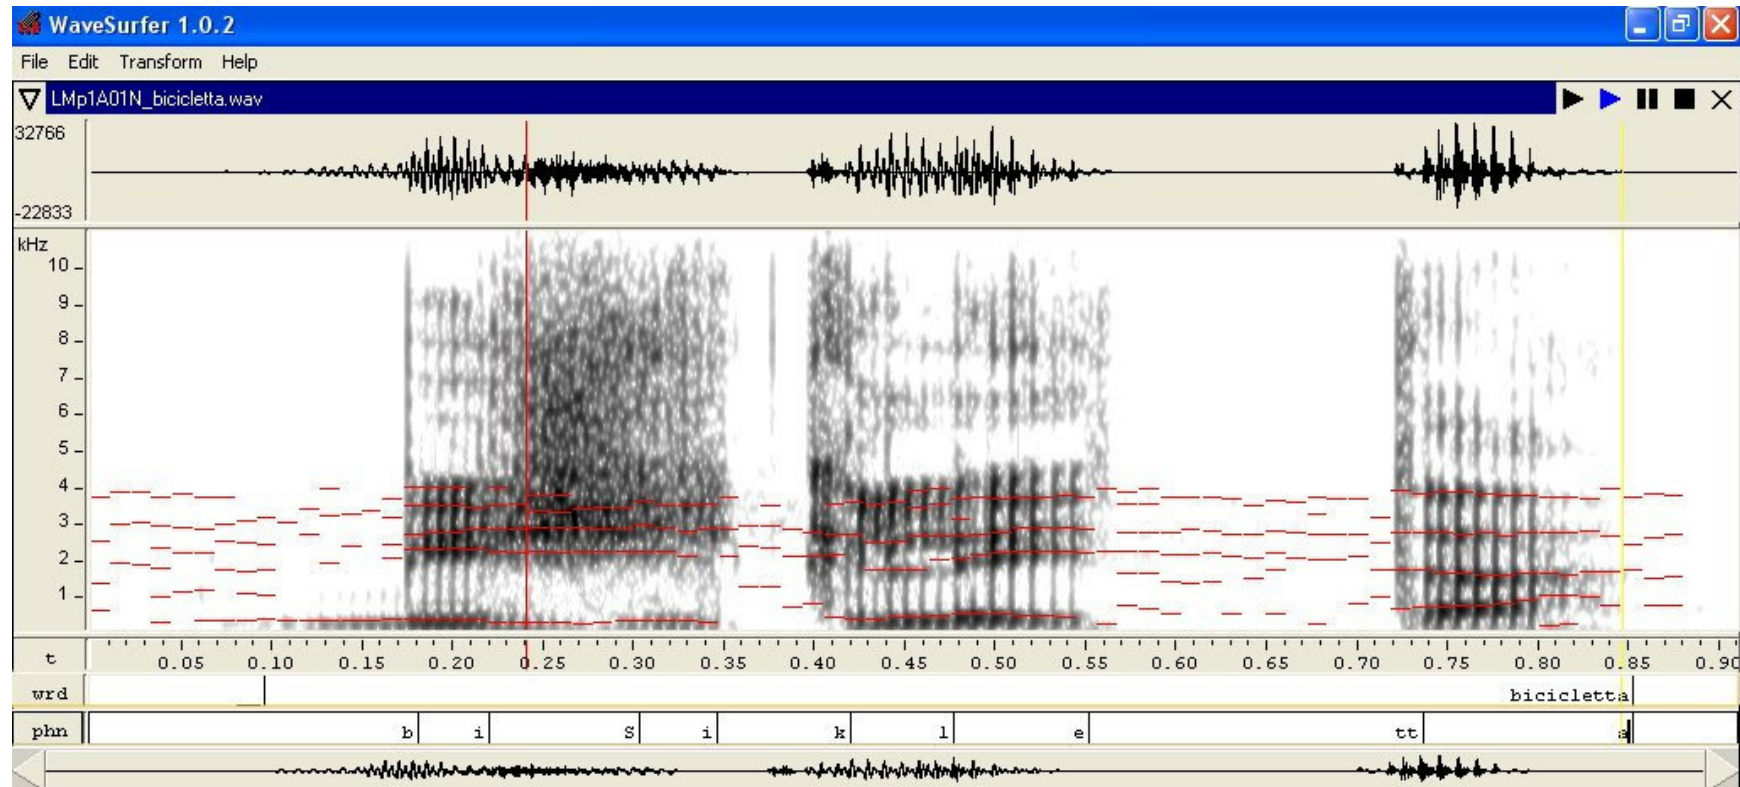 WaveSurfer 1.0.2
File Edit Transform Help
LMp1A01N_bicicletta.wav
32766
-22833
kHz
10
9
8
7
6
5
4
3
2
1
t 0.05 0.10 0.15 0.20 0.25 0.30 0.35 0.40 0.45 0.50 0.55 0.60 0.65 0.70 0.75 0.80 0.85 0.90
wrd __ bicicletta
phn b i S i k l e tt a